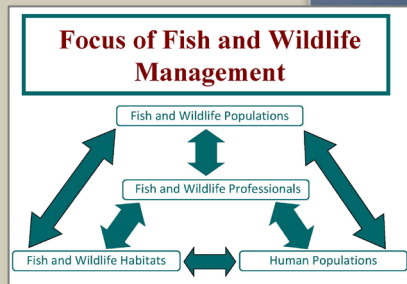 Focus of Fish and Wildlife
Management
Fish and Wildlife Populations
Fish and Wildlife Professionals
Fish and Wildlife Habitats
Human Populations